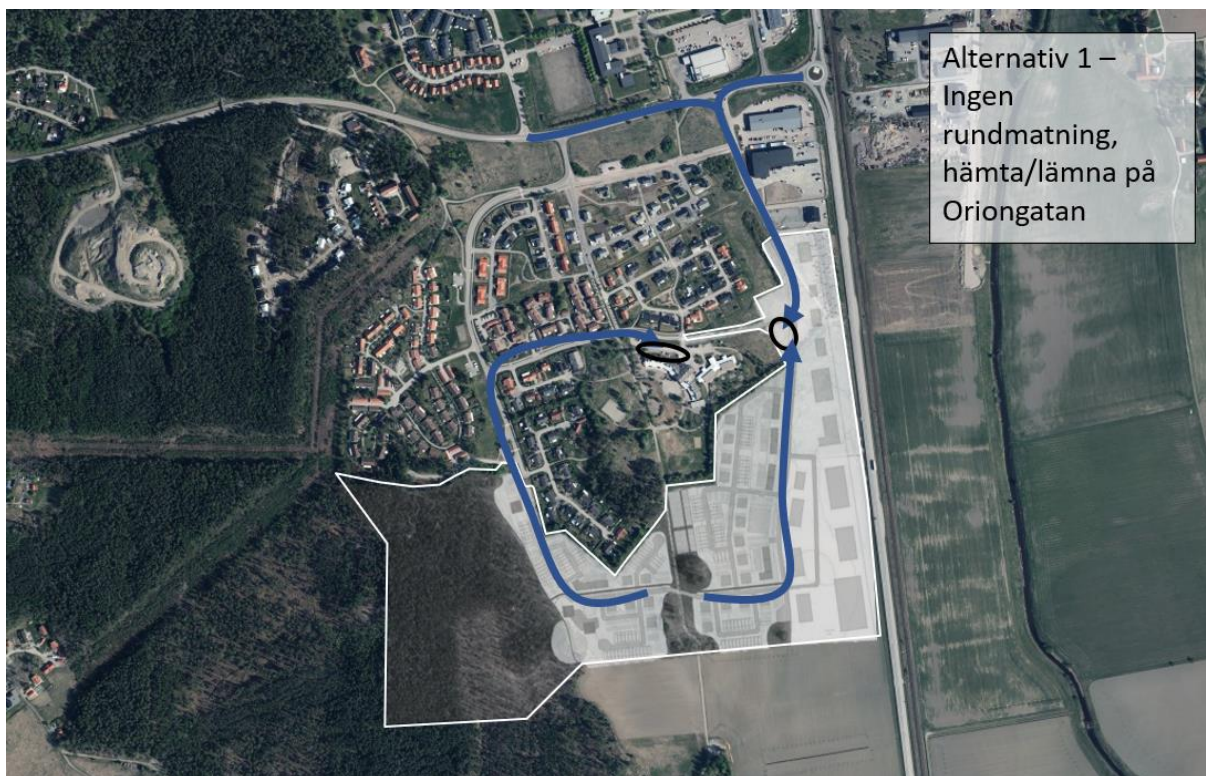 Alternativ 1 –
Ingen
rundmatning,
hämta/lämna på
Oriongatan